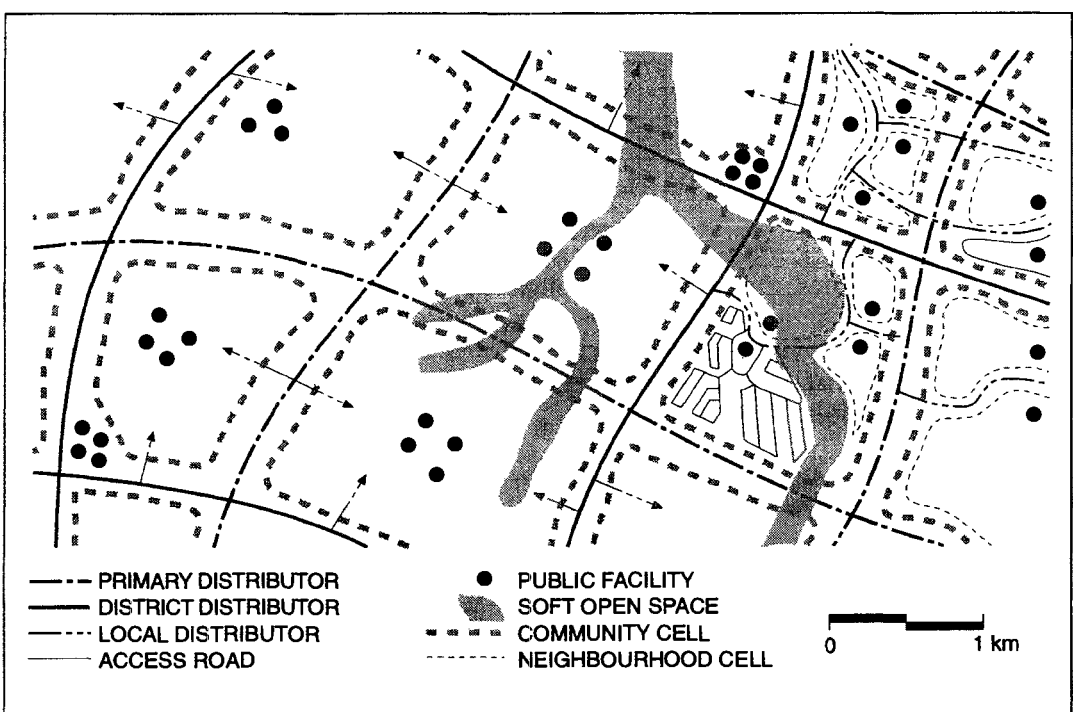 PRIMARY DISTRIBUTOR
DISTRICT DISTRIBUTOR
LOCAL DISTRIBUTOR
ACCESS ROAD
PUBLIC FACILITY
SOFT OPEN SPACE
COMMUNITY CELL
NEIGHBOURHOOD CELL
0 1 km